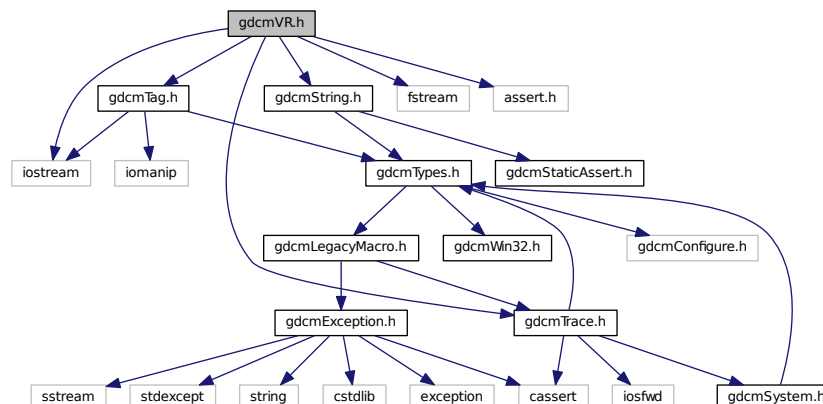 gdcmVR.h
gdcmTag.h
gdcmString.h
fstream
assert.h
iostream
iomanip
gdcmTypes.h
gdcmStaticAssert.h
gdcmLegacyMacro.h
gdcmWin32.h
gdcmConfigure.h
gdcmException.h
gdcmTrace.h
sstream
stdexcept
string
cstdlib
exception
cassert
iosfwd
gdcmSystem.h